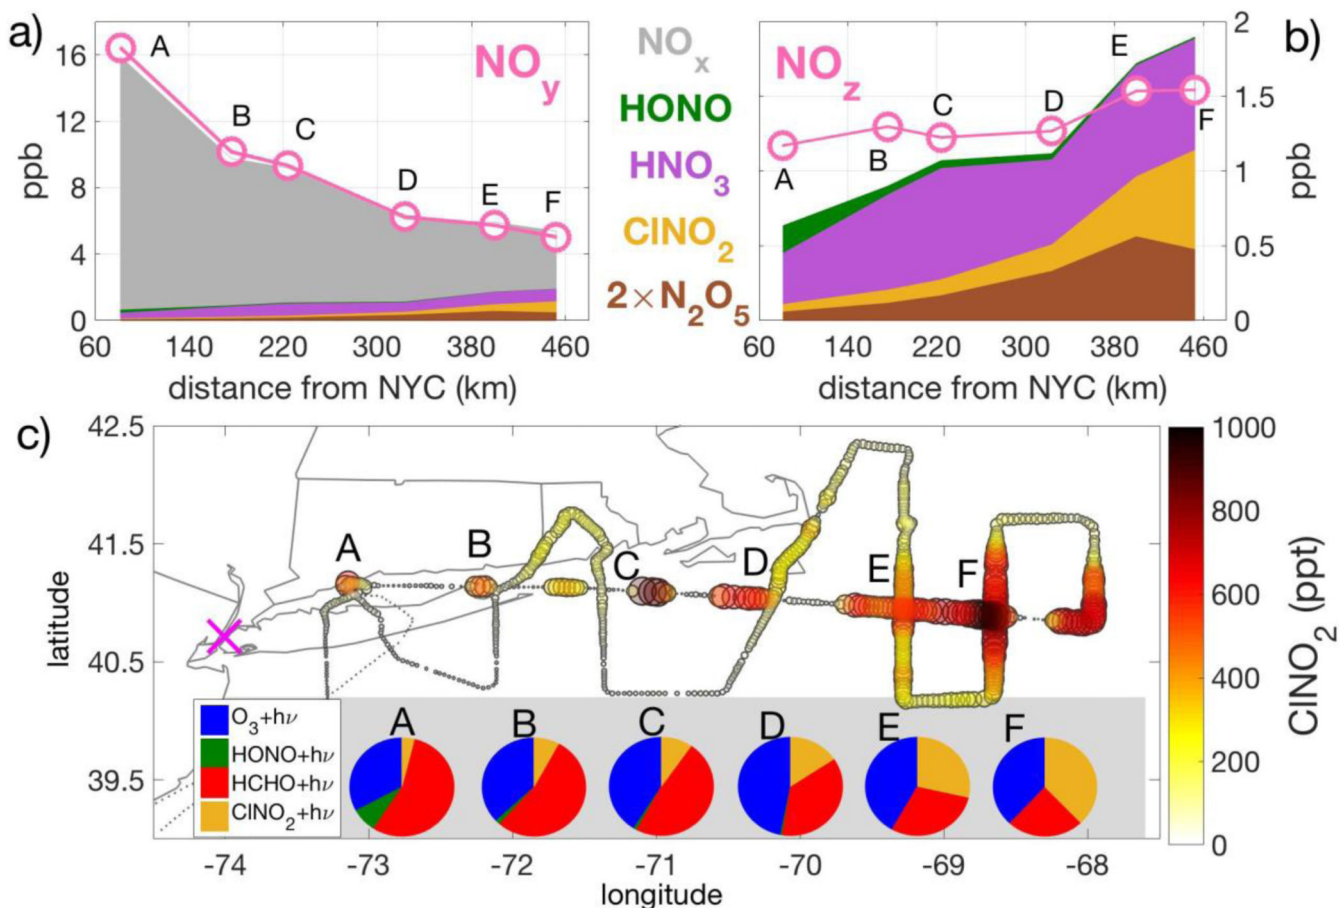 a)
16
12
8
4
0
ppb
A
B
C
D
E
F
NOy
60 140 220 300 380 460
distance from NYC (km)
NOx
HONO
HNO3
ClNO2
2×N2O5
b)
NOz
A
B
C
D
E
F
2
1.5
1
0.5
0
ppb
60 140 220 300 380 460
distance from NYC (km)
c)
42.5
41.5
40.5
39.5
latitude
A B C D E F
O3+hν
HONO+hν
HCHO+hν
ClNO2+hν
A B C D E F
-74 -73 -72 -71 -70 -69 -68
longitude
1000
800
600
400
200
0
ClNO2 (ppt)